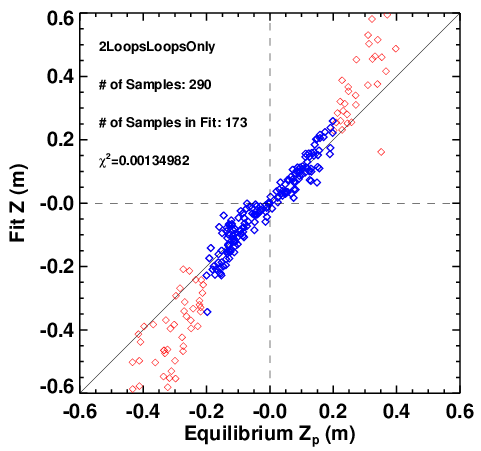 2LoopsLoopsOnly
# of Samples: 290
# of Samples in Fit: 173
χ²=0.00134982
0.6
0.4
0.2
-0.0
-0.2
-0.4
-0.6
Fit Z (m)
-0.6 -0.4 -0.2 -0.0 0.2 0.4 0.6
Equilibrium Zₚ (m)